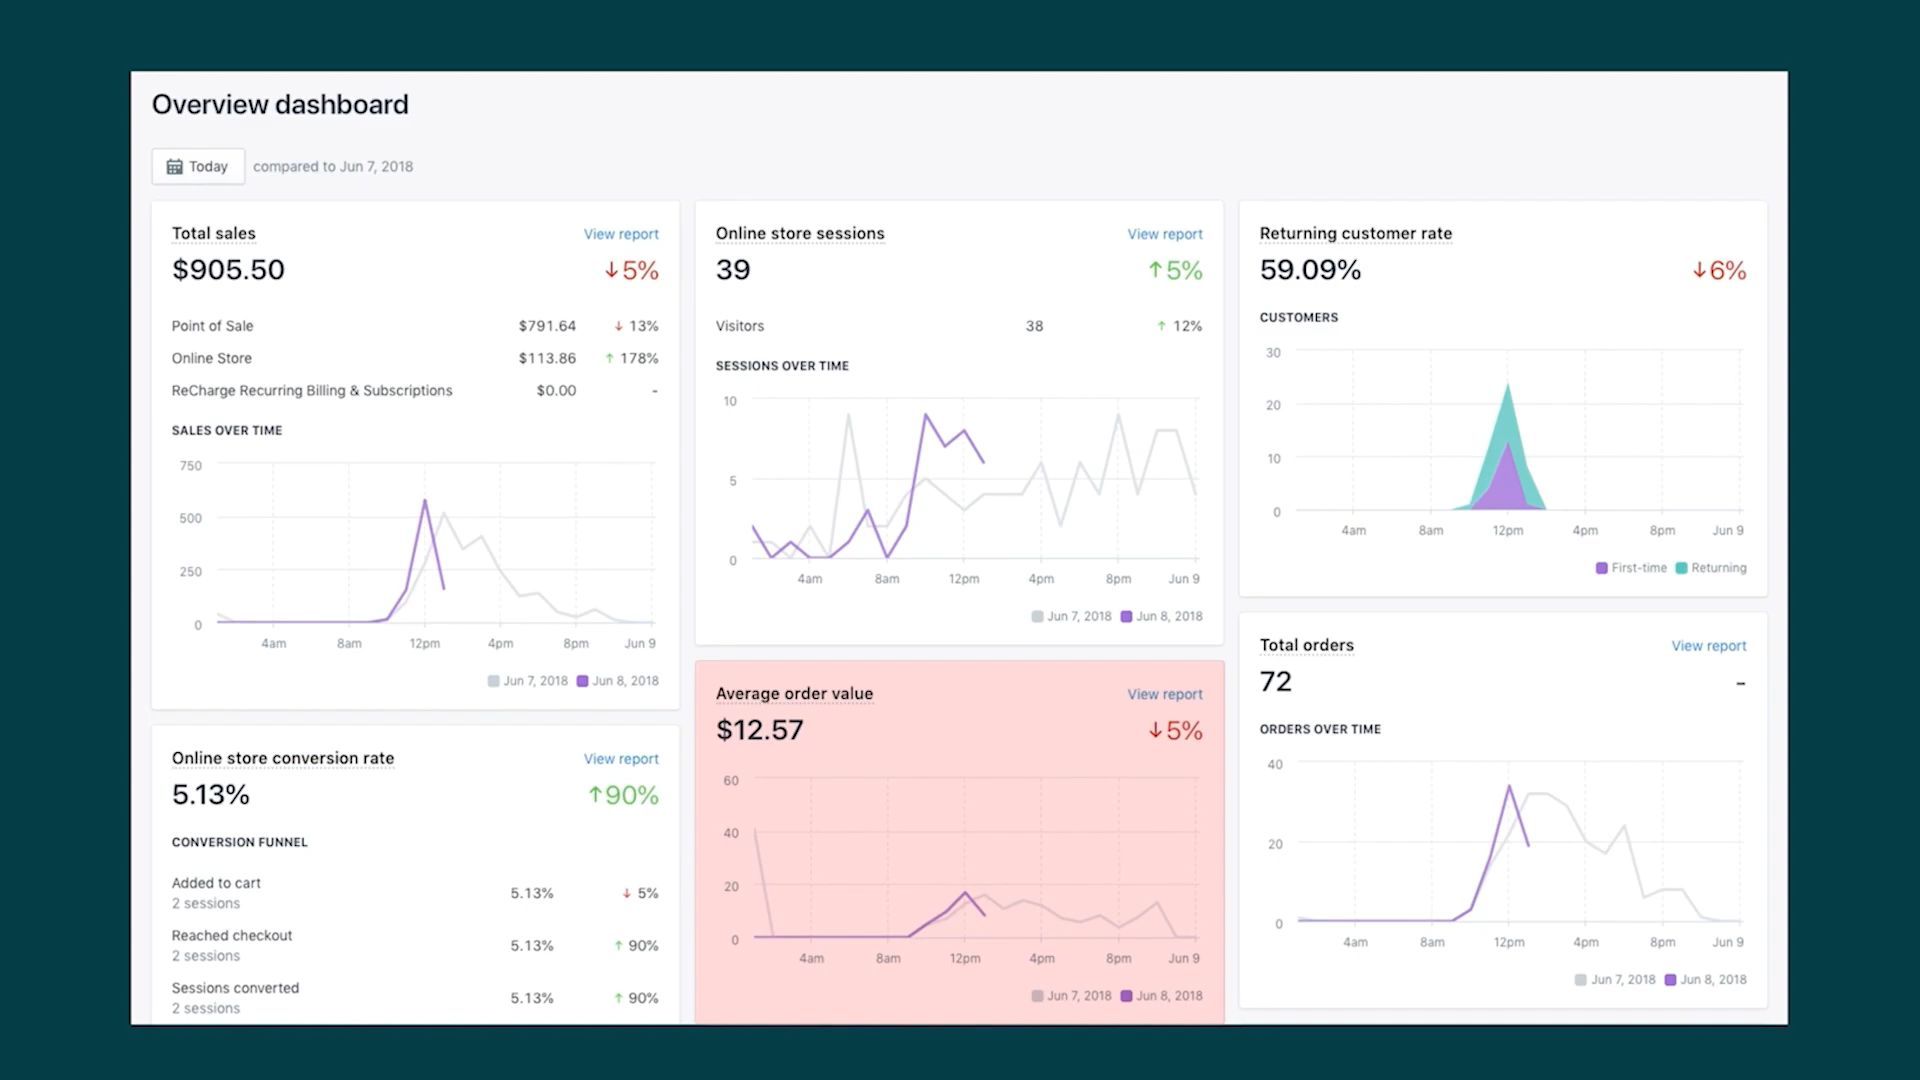 Overview dashboard
Today compared to Jun 7, 2018
Total sales View report
$905.50 ↓5%
Point of Sale $791.64 ↓ 13%
Online Store $113.86 ↑ 178%
ReCharge Recurring Billing & Subscriptions $0.00 -
SALES OVER TIME
750
500
250
0
4am 8am 12pm 4pm 8pm Jun 9
Jun 7, 2018 Jun 8, 2018
Online store conversion rate View report
5.13% ↑90%
CONVERSION FUNNEL
Added to cart 5.13% ↓ 5%
2 sessions
Reached checkout 5.13% ↑ 90%
2 sessions
Sessions converted 5.13% ↑ 90%
2 sessions
Online store sessions View report
39 ↑5%
Visitors 38 ↑ 12%
SESSIONS OVER TIME
10
5
0
4am 8am 12pm 4pm 8pm Jun 9
Jun 7, 2018 Jun 8, 2018
Average order value View report
$12.57 ↓5%
60
40
20
0
4am 8am 12pm 4pm 8pm Jun 9
Jun 7, 2018 Jun 8, 2018
Returning customer rate
59.09% ↓6%
CUSTOMERS
30
20
10
0
4am 8am 12pm 4pm 8pm Jun 9
First-time Returning
Total orders View report
72 -
ORDERS OVER TIME
40
20
0
4am 8am 12pm 4pm 8pm Jun 9
Jun 7, 2018 Jun 8, 2018